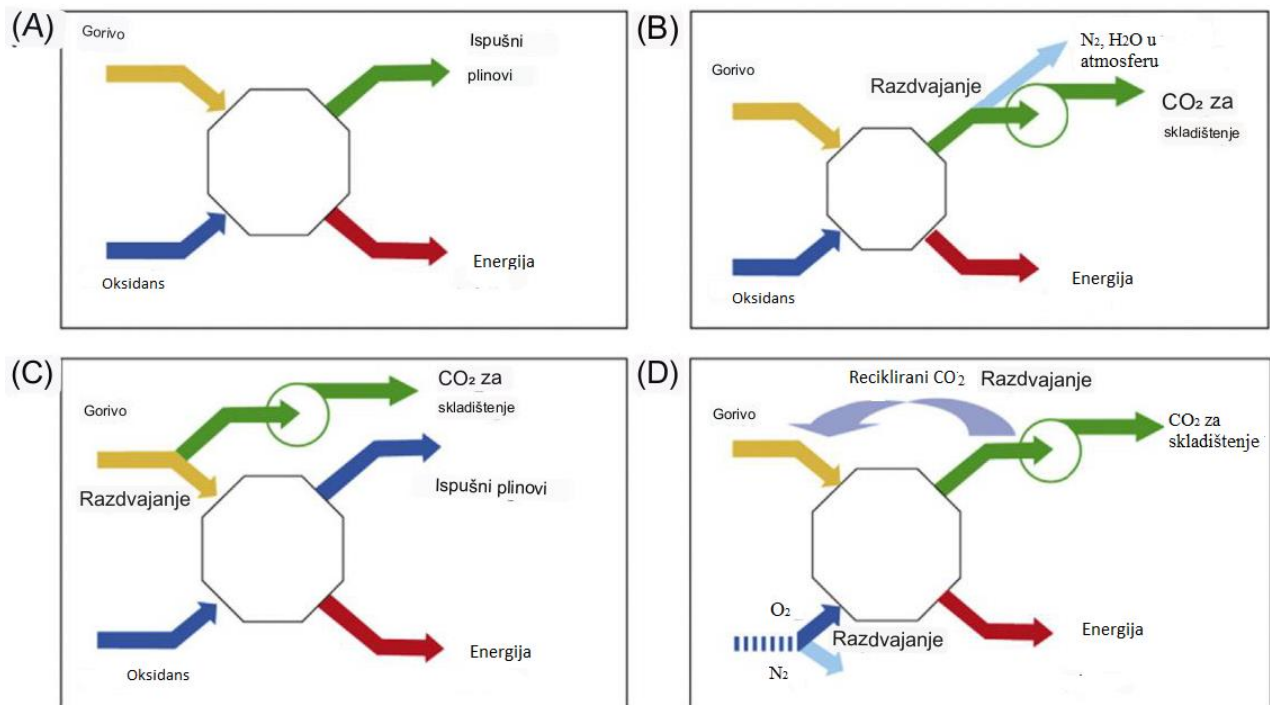 (A)
Gorivo
Ispušni
plinovi
Oksidans
Energija
(B)
Gorivo
Razdvajanje
N₂, H2O u
atmosferu
CO₂ za
skladištenje
Oksidans
Energija
(C)
Gorivo
CO₂ za
skladištenje
Razdvajanje
Ispušni plinovi
Oksidans
Energija
(D)
Reciklirani CO₂ Razdvajanje
Gorivo
CO₂ za
skladištenje
O₂
Razdvajanje
N₂
Energija